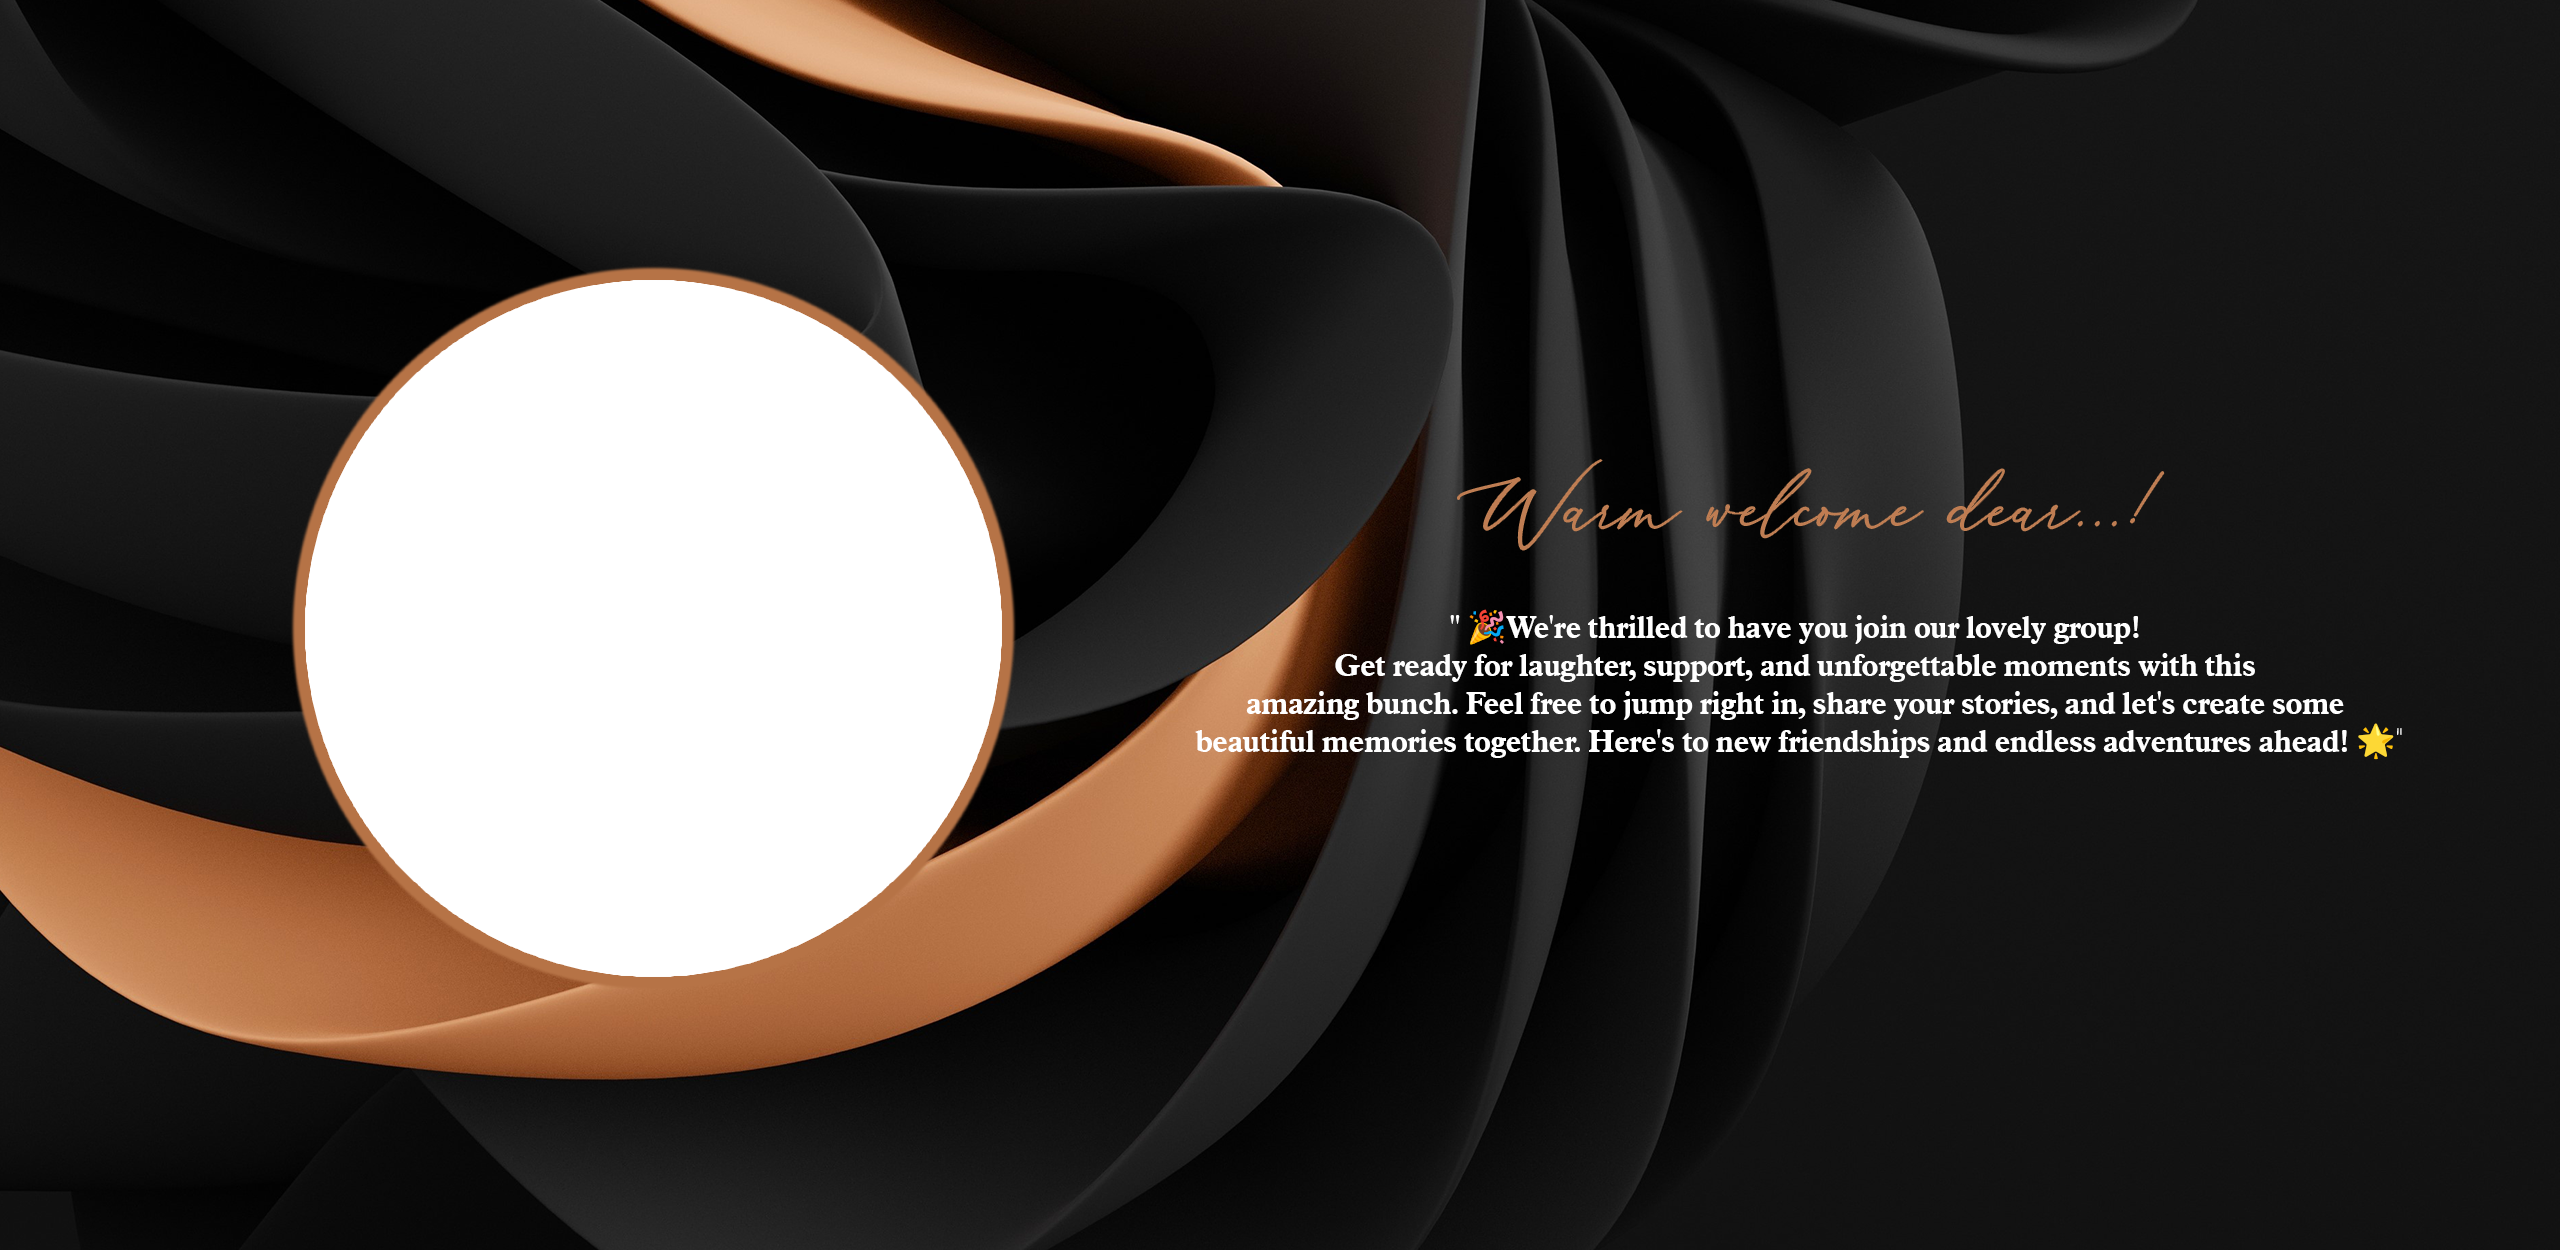 Warm welcome dear...!
" 🎉We're thrilled to have you join our lovely group!
Get ready for laughter, support, and unforgettable moments with this
amazing bunch. Feel free to jump right in, share your stories, and let's create some
beautiful memories together. Here's to new friendships and endless adventures ahead! 🌟"